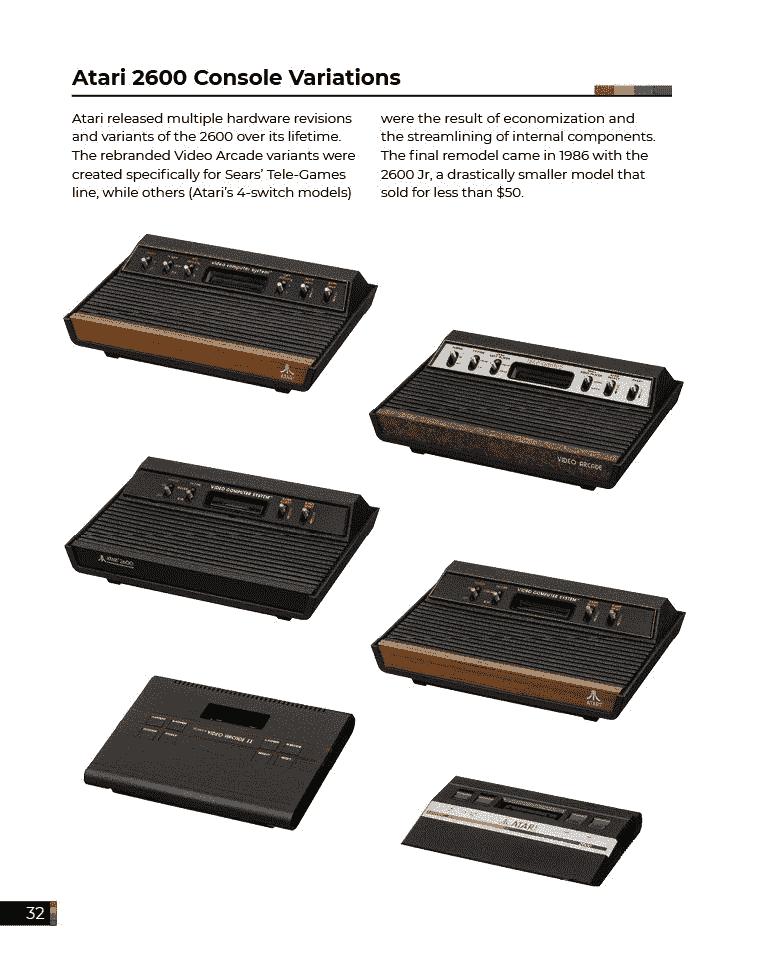 Atari 2600 Console Variations
Atari released multiple hardware revisions
and variants of the 2600 over its lifetime.
The rebranded Video Arcade variants were
created specifically for Sears' Tele-Games
line, while others (Atari's 4-switch models)
were the result of economization and
the streamlining of internal components.
The final remodel came in 1986 with the
2600 Jr, a drastically smaller model that
sold for less than $50.
video computer system
ATARI
VIDEO ARCADE
VIDEO COMPUTER SYSTEM
ATARI 2600
VIDEO COMPUTER SYSTEM
ATARI
VIDEO ARCADE II
ATARI
32